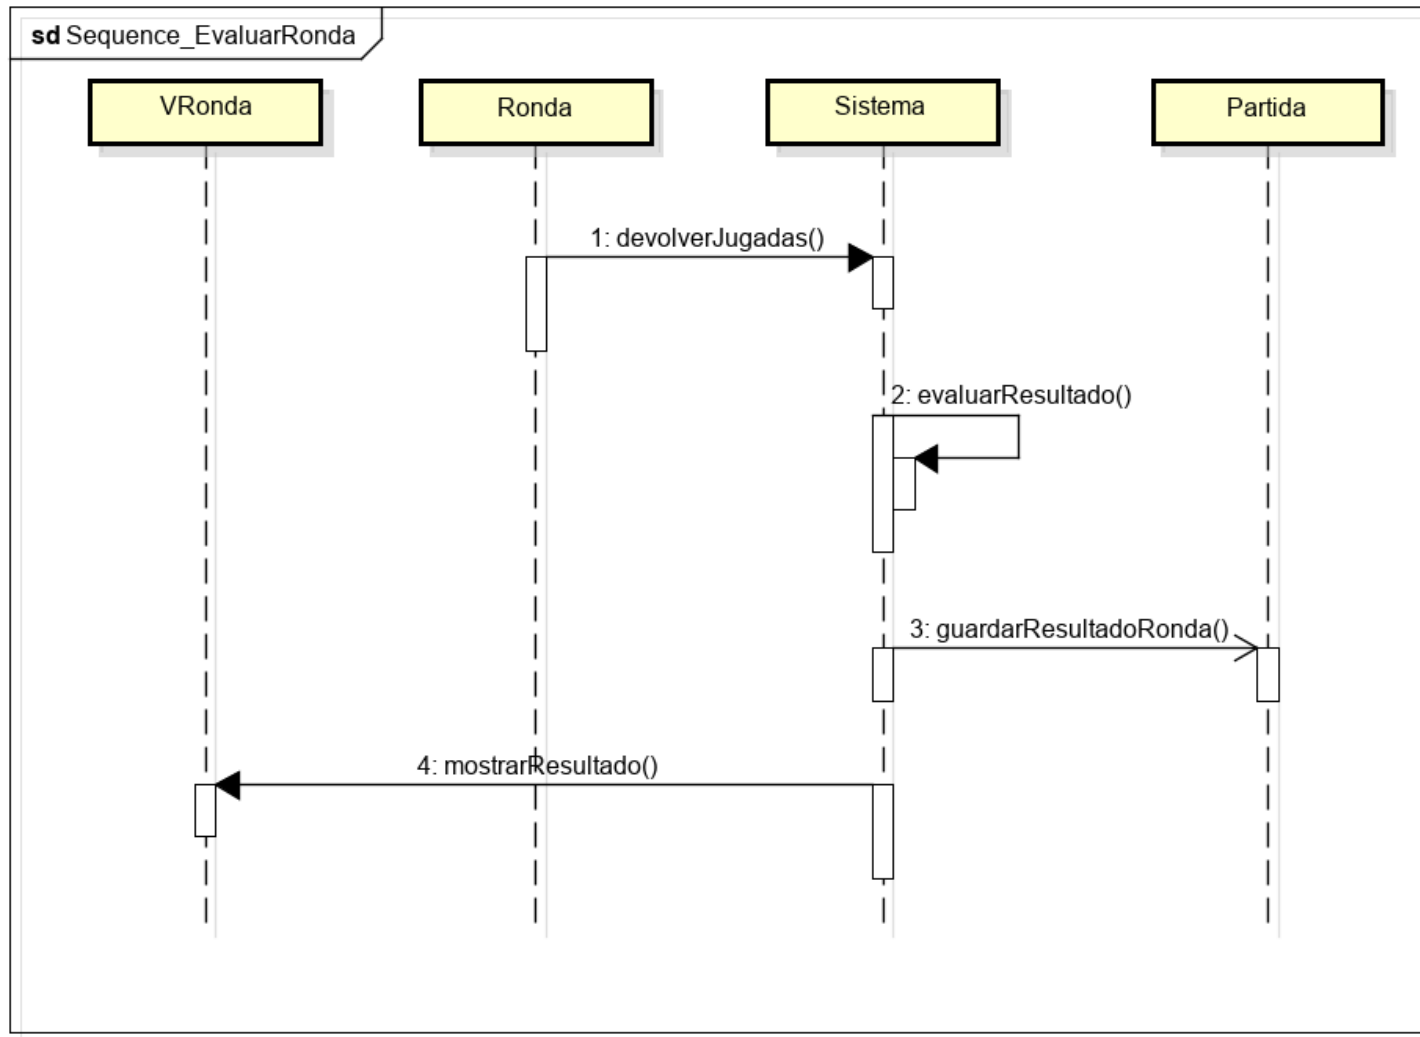 sd Sequence_EvaluarRonda
VRonda
Ronda
Sistema
Partida
1: devolverJugadas()
2: evaluarResultado()
3: guardarResultadoRonda()
4: mostrarResultado()